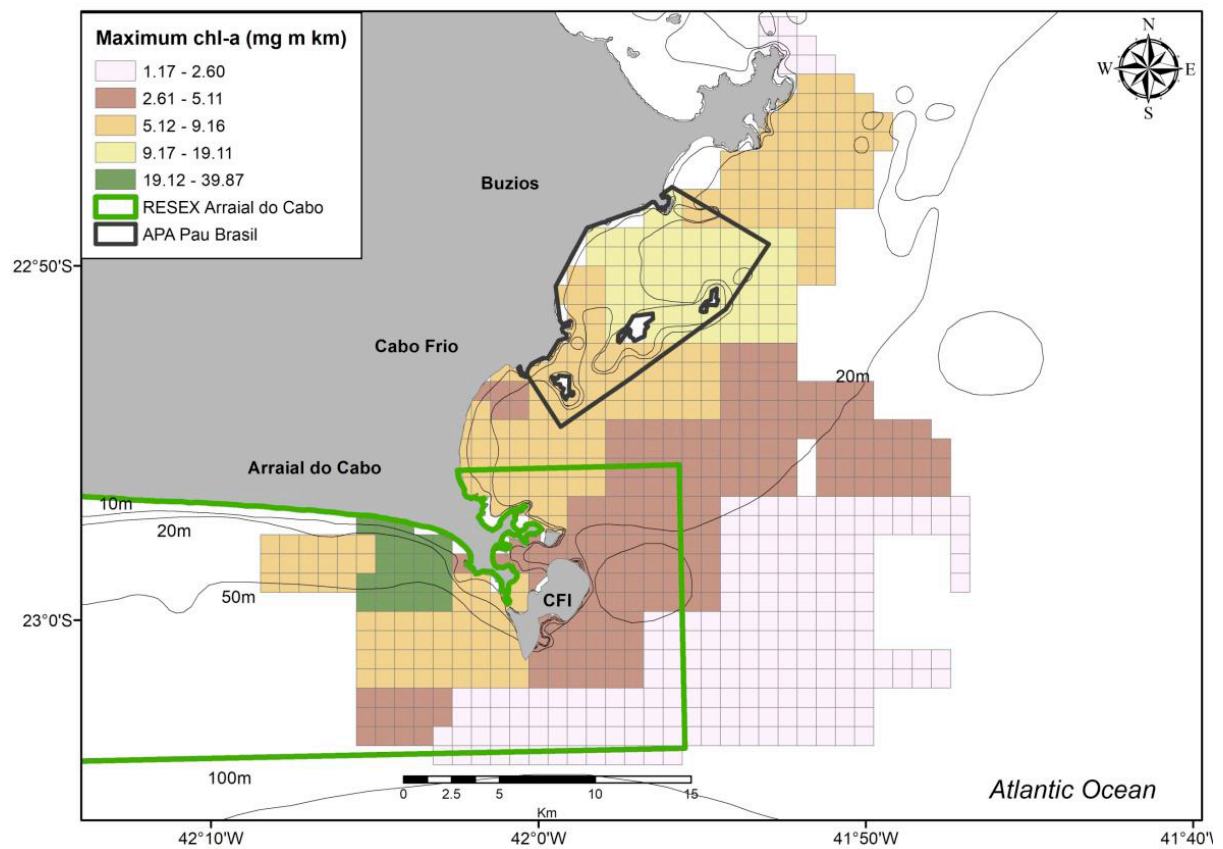 Maximum chl-a (mg m km)
1.17 - 2.60
2.61 - 5.11
5.12 - 9.16
9.17 - 19.11
19.12 - 39.87
RESEX Arraial do Cabo
APA Pau Brasil
N
W E
S
Buzios
22°50'S
Cabo Frio
20m
Arraial do Cabo
10m
20m
50m
CFI
23°0'S
100m
0 2.5 5 10 15
Km
Atlantic Ocean
42°10'W 42°0'W 41°50'W 41°40'W